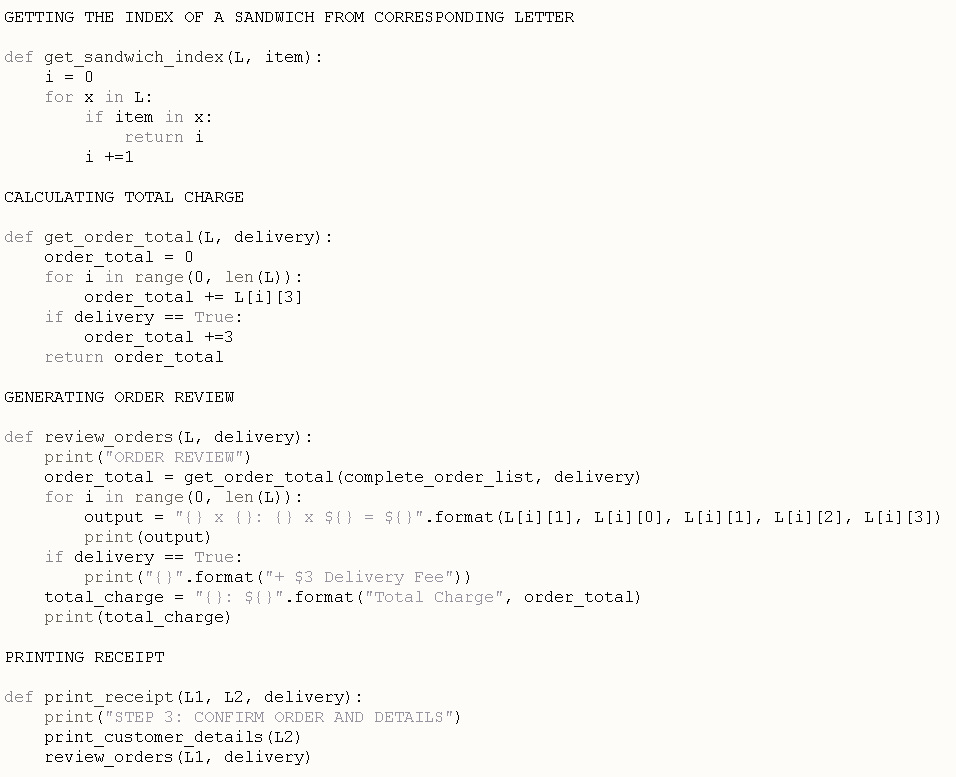 GETTING THE INDEX OF A SANDWICH FROM CORRESPONDING LETTER

def get_sandwich_index(L, item):
    i = 0
    for x in L:
        if item in x:
            return i
        i +=1

CALCULATING TOTAL CHARGE

def get_order_total(L, delivery):
    order_total = 0
    for i in range(0, len(L)):
        order_total += L[i][3]
    if delivery == True:
        order_total +=3
    return order_total

GENERATING ORDER REVIEW

def review_orders(L, delivery):
    print("ORDER REVIEW")
    order_total = get_order_total(complete_order_list, delivery)
    for i in range(0, len(L)):
        output = "{} x {}: {} x ${} = ${}".format(L[i][1], L[i][0], L[i][1], L[i][2], L[i][3])
        print(output)
    if delivery == True:
        print("{}".format("+ $3 Delivery Fee"))
    total_charge = "{}: ${}".format("Total Charge", order_total)
    print(total_charge)

PRINTING RECEIPT

def print_receipt(L1, L2, delivery):
    print("STEP 3: CONFIRM ORDER AND DETAILS")
    print_customer_details(L2)
    review_orders(L1, delivery)